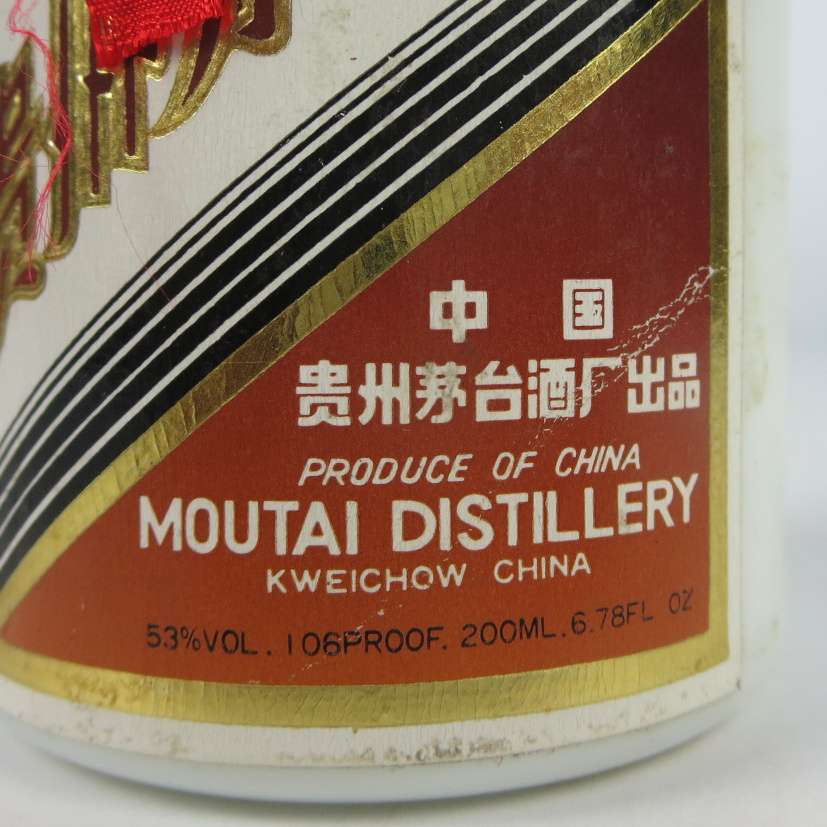 中国
贵州茅台酒厂出品
PRODUCE OF CHINA
MOUTAI DISTILLERY
KWEICHOW CHINA
53%VOL. 106PROOF. 200ML. 6.78FL OZ